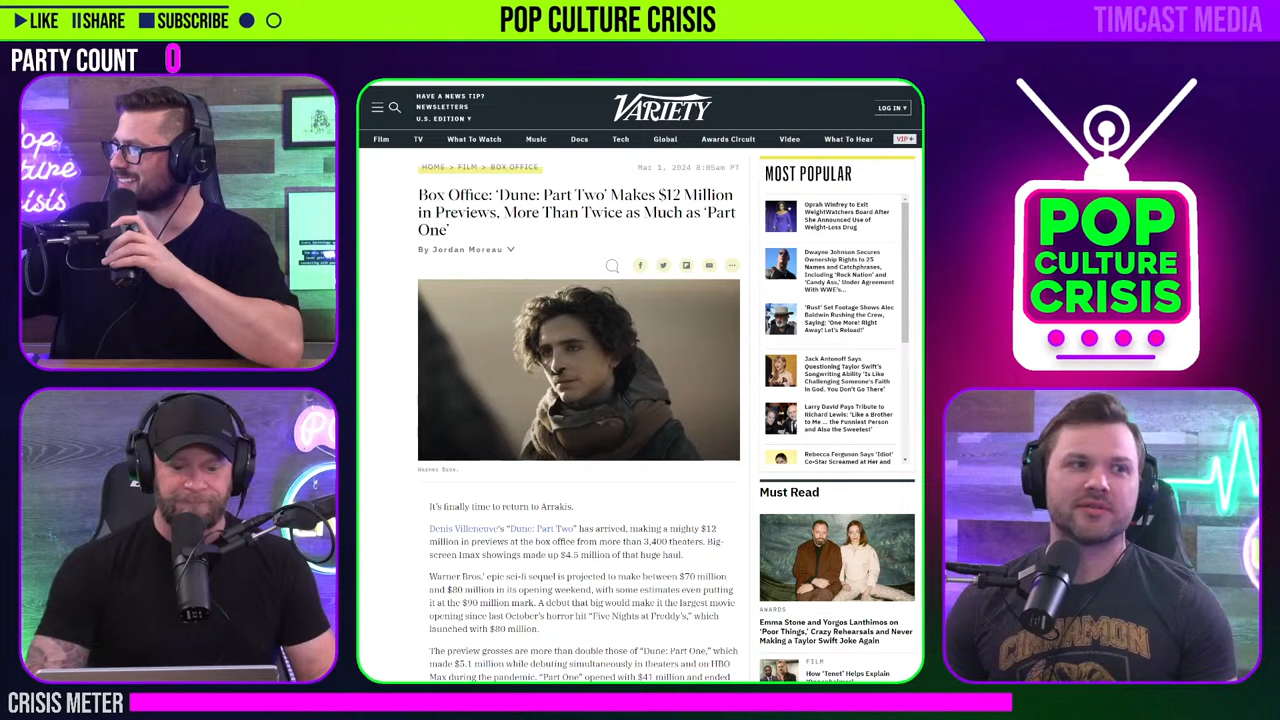 LIKE SHARE SUBSCRIBE
POP CULTURE CRISIS
TIMCAST MEDIA
PARTY COUNT 0
HAVE A NEWS TIP?
NEWSLETTERS
U.S. EDITION
VARIETY
LOG IN
Film TV What To Watch Music Docs Tech Global Awards Circuit Video What To Hear VIP+
HOME > FILM > BOX OFFICE
Mar 1, 2024 8:05am PT
Box Office: ‘Dune: Part Two’ Makes $12 Million
in Previews, More Than Twice as Much as ‘Part
One’
By Jordan Moreau
Warner Bros.
It’s finally time to return to Arrakis.
Denis Villeneuve’s “Dune: Part Two” has arrived, making a mighty $12
million in previews at the box office from more than 3,400 theaters. Big-
screen Imax showings made up $4.5 million of that huge haul.
Warner Bros.’ epic sci-fi sequel is projected to make between $70 million
and $80 million in its opening weekend, with some estimates even putting
it at the $90 million mark. A debut that big would make it the largest movie
opening since last October’s horror hit “Five Nights at Freddy’s,” which
launched with $80 million.
The preview grosses are more than double those of “Dune: Part One,” which
made $5.1 million while debuting simultaneously in theaters and on HBO
Max during the pandemic. “Part One” opened with $41 million and ended
MOST POPULAR
Oprah Winfrey to Exit
WeightWatchers Board After
She Announced Use of
Weight-Loss Drug
Dwayne Johnson Secures
Ownership Rights to 25
Names and Catchphrases,
Including ‘Rock Nation’ and
‘Candy Ass,’ Under Agreement
With WWE’s...
‘Rust’ Set Footage Shows Alec
Baldwin Rushing the Crew,
Saying: ‘One More! Right
Away! Let’s Reload!’
Jack Antonoff Says
Questioning Taylor Swift’s
Songwriting Ability ‘Is Like
Challenging Someone’s Faith
in God. You Don’t Go There’
Larry David Pays Tribute to
Richard Lewis: ‘Like a Brother
to Me ... the Funniest Person
and Also the Sweetest’
Rebecca Ferguson Says ‘Idiot’
Co-Star Screamed at Her and
Must Read
AWARDS
Emma Stone and Yorgos Lanthimos on
‘Poor Things,’ Crazy Rehearsals and Never
Making a Taylor Swift Joke Again
FILM
How ‘Tenet’ Helps Explain
POP
CULTURE
CRISIS
CINNAMON
CRISIS METER